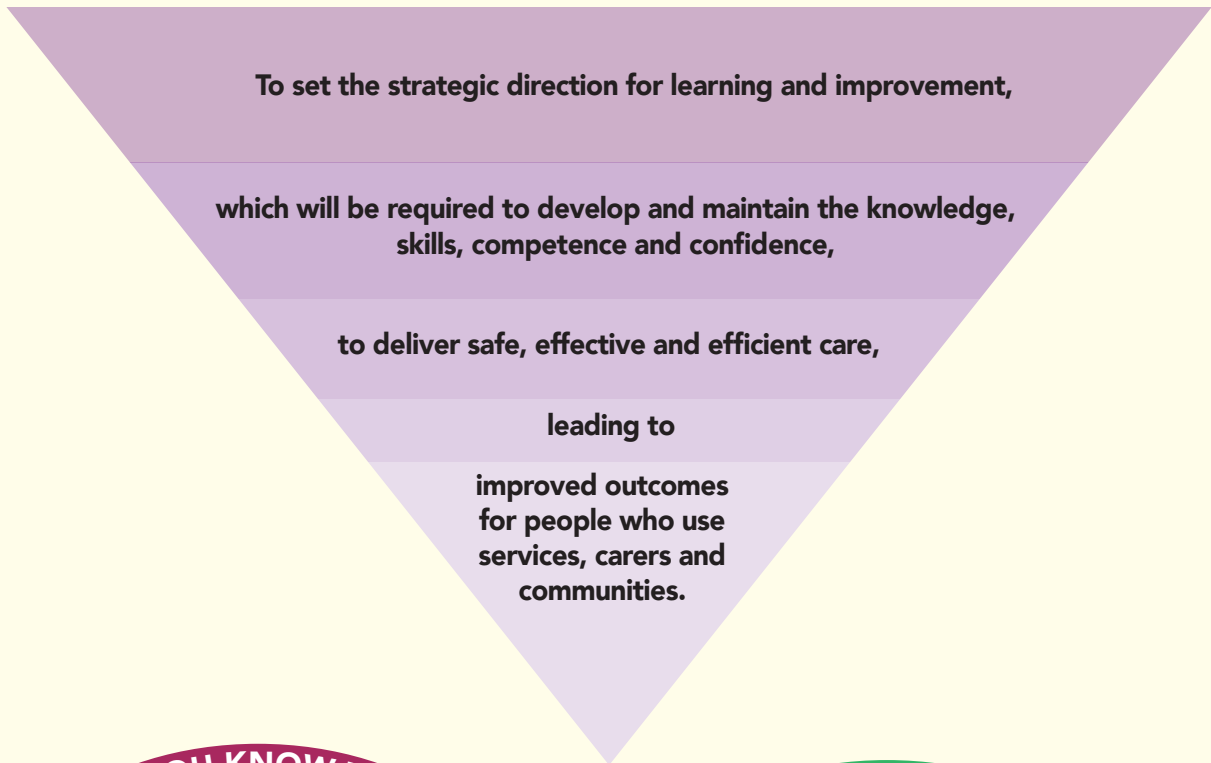 To set the strategic direction for learning and improvement,
which will be required to develop and maintain the knowledge,
skills, competence and confidence,
to deliver safe, effective and efficient care,
leading to
improved outcomes
for people who use
services, carers and
communities.
KNOW